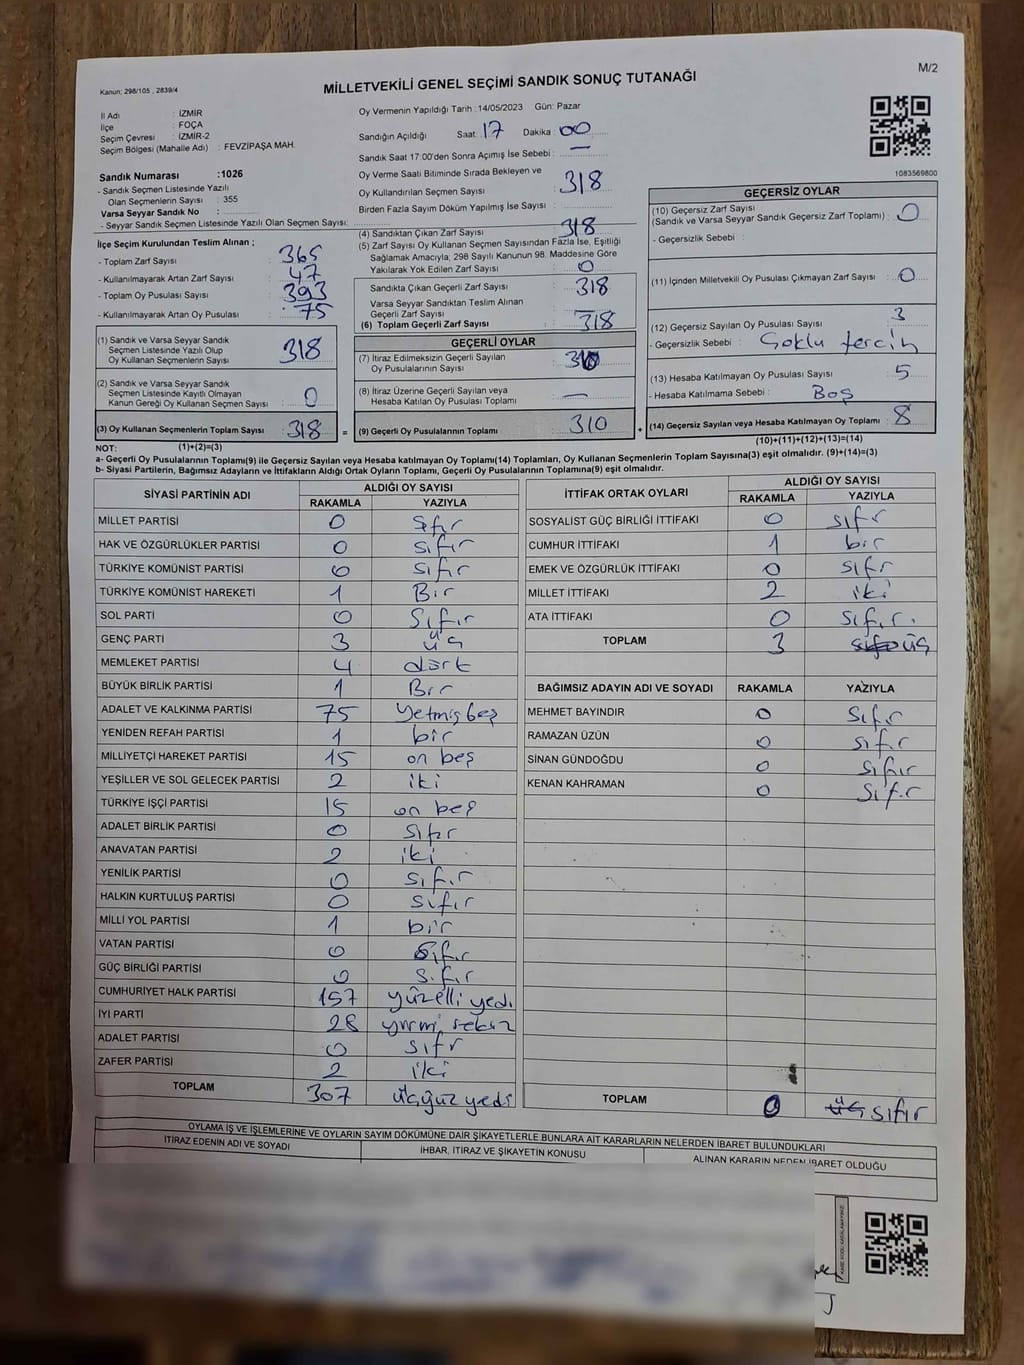 M/2
Kanun; 298/105 , 2839/4
MİLLETVEKİLİ GENEL SEÇİMİ SANDIK SONUÇ TUTANAĞI
İl Adı : İZMİR
İlçe : FOÇA
Seçim Çevresi : İZMİR-2
Seçim Bölgesi (Mahalle Adı) : FEVZİPAŞA MAH.
Sandık Numarası :1026
- Sandık Seçmen Listesinde Yazılı
Olan Seçmenlerin Sayısı : 355
Varsa Seyyar Sandık No :
- Seyyar Sandık Seçmen Listesinde Yazılı Olan Seçmen Sayısı:
Oy Vermenin Yapıldığı Tarih : 14/05/2023 Gün: Pazar
Sandığın Açıldığı Saat 17 Dakika : 00
Sandık Saat 17:00'den Sonra Açımış İse Sebebi : —
Oy Verme Saati Bitiminde Sırada Bekleyen ve
Oy Kullandırılan Seçmen Sayısı : 318
Birden Fazla Sayım Döküm Yapılmış İse Sayısı :
1083569800
İlçe Seçim Kurulundan Teslim Alınan ;
- Toplam Zarf Sayısı : 365
- Kullanılmayarak Artan Zarf Sayısı : 47
- Toplam Oy Pusulası Sayısı : 393
- Kullanılmayarak Artan Oy Pusulası : 75
(4) Sandıktan Çıkan Zarf Sayısı : 318
(5) Zarf Sayısı Oy Kullanan Seçmen Sayısından Fazla İse, Eşitliği
Sağlamak Amacıyla; 298 Sayılı Kanunun 98. Maddesine Göre
Yakılarak Yok Edilen Zarf Sayısı : 0
Sandıkta Çıkan Geçerli Zarf Sayısı : 318
Varsa Seyyar Sandıktan Teslim Alınan
Geçerli Zarf Sayısı : —
(6) Toplam Geçerli Zarf Sayısı : 318
GEÇERSİZ OYLAR
(10) Geçersiz Zarf Sayısı
(Sandık ve Varsa Seyyar Sandık Geçersiz Zarf Toplamı) : 0
- Geçersizlik Sebebi :
(11) İçinden Milletvekili Oy Pusulası Çıkmayan Zarf Sayısı : 0
(12) Geçersiz Sayılan Oy Pusulası Sayısı : 3
- Geçersizlik Sebebi : Çoklu tercih
(13) Hesaba Katılmayan Oy Pusulası Sayısı : 5
- Hesaba Katılmama Sebebi : Boş
(14) Geçersiz Sayılan veya Hesaba Katılmayan Oy Toplamı : 8
(10)+(11)+(12)+(13)=(14)
(1) Sandık ve Varsa Seyyar Sandık
Seçmen Listesinde Yazılı Olup
Oy Kullanan Seçmenlerin Sayısı : 318
(2) Sandık ve Varsa Seyyar Sandık
Seçmen Listesinde Kayıtlı Olmayan
Kanun Gereği Oy Kullanan Seçmen Sayısı : 0
(3) Oy Kullanan Seçmenlerin Toplam Sayısı : 318 =
GEÇERLİ OYLAR
(7) İtiraz Edilmeksizin Geçerli Sayılan
Oy Pusulalarının Sayısı : 310
(8) İtiraz Üzerine Geçerli Sayılan veya
Hesaba Katılan Oy Pusulası Toplamı : —
(9) Geçerli Oy Pusulalarının Toplamı : 310 +
NOT: (1)+(2)=(3)
a- Geçerli Oy Pusulalarının Toplamı(9) ile Geçersiz Sayılan veya Hesaba katılmayan Oy Toplamı(14) Toplamları, Oy Kullanan Seçmenlerin Toplam Sayısına(3) eşit olmalıdır. (9)+(14)=(3)
b- Siyasi Partilerin, Bağımsız Adayların ve İttifakların Aldığı Ortak Oyların Toplamı, Geçerli Oy Pusulalarının Toplamına(9) eşit olmalıdır.
SİYASİ PARTİNİN ADI ALDIĞI OY SAYISI
RAKAMLA YAZIYLA
MİLLET PARTİSİ 0 sıfır
HAK VE ÖZGÜRLÜKLER PARTİSİ 0 sıfır
TÜRKİYE KOMÜNİST PARTİSİ 0 sıfır
TÜRKİYE KOMÜNİST HAREKETİ 1 Bir
SOL PARTİ 0 Sıfır
GENÇ PARTİ 3 üç
MEMLEKET PARTİSİ 4 dört
BÜYÜK BİRLİK PARTİSİ 1 Bir
ADALET VE KALKINMA PARTİSİ 75 Yetmiş beş
YENİDEN REFAH PARTİSİ 1 bir
MİLLİYETÇİ HAREKET PARTİSİ 15 on beş
YEŞİLLER VE SOL GELECEK PARTİSİ 2 iki
TÜRKİYE İŞÇİ PARTİSİ 15 on beş
ADALET BİRLİK PARTİSİ 0 sıfır
ANAVATAN PARTİSİ 2 iki
YENİLİK PARTİSİ 0 sıfır
HALKIN KURTULUŞ PARTİSİ 0 sıfır
MİLLİ YOL PARTİSİ 1 bir
VATAN PARTİSİ 0 Sıfır
GÜÇ BİRLİĞİ PARTİSİ 0 sıfır
CUMHURİYET HALK PARTİSİ 157 yüzelli yedi
İYİ PARTİ 28 yirmi sekiz
ADALET PARTİSİ 0 sıfır
ZAFER PARTİSİ 2 iki
TOPLAM 307 üçyüz yedi
İTTİFAK ORTAK OYLARI ALDIĞI OY SAYISI
RAKAMLA YAZIYLA
SOSYALİST GÜÇ BİRLİĞİ İTTİFAKI 0 sıfır
CUMHUR İTTİFAKI 1 bir
EMEK VE ÖZGÜRLÜK İTTİFAKI 0 sıfır
MİLLET İTTİFAKI 2 iki
ATA İTTİFAKI 0 sıfır.
TOPLAM 3 üç
BAĞIMSIZ ADAYIN ADI VE SOYADI RAKAMLA YAZIYLA
MEHMET BAYINDIR 0 Sıfır
RAMAZAN ÜZÜN 0 sıfır
SİNAN GÜNDOĞDU 0 sıfır
KENAN KAHRAMAN 0 Sıfır
TOPLAM 0 üç sıfır
OYLAMA İŞ VE İŞLEMLERİNE VE OYLARIN SAYIM DÖKÜMÜNE DAİR ŞİKAYETLERLE BUNLARA AİT KARARLARIN NELERDEN İBARET BULUNDUKLARI
İTİRAZ EDENİN ADI VE SOYADI İHBAR, İTİRAZ VE ŞİKAYETİN KONUSU ALINAN KARARIN NEDEN İBARET OLDUĞU